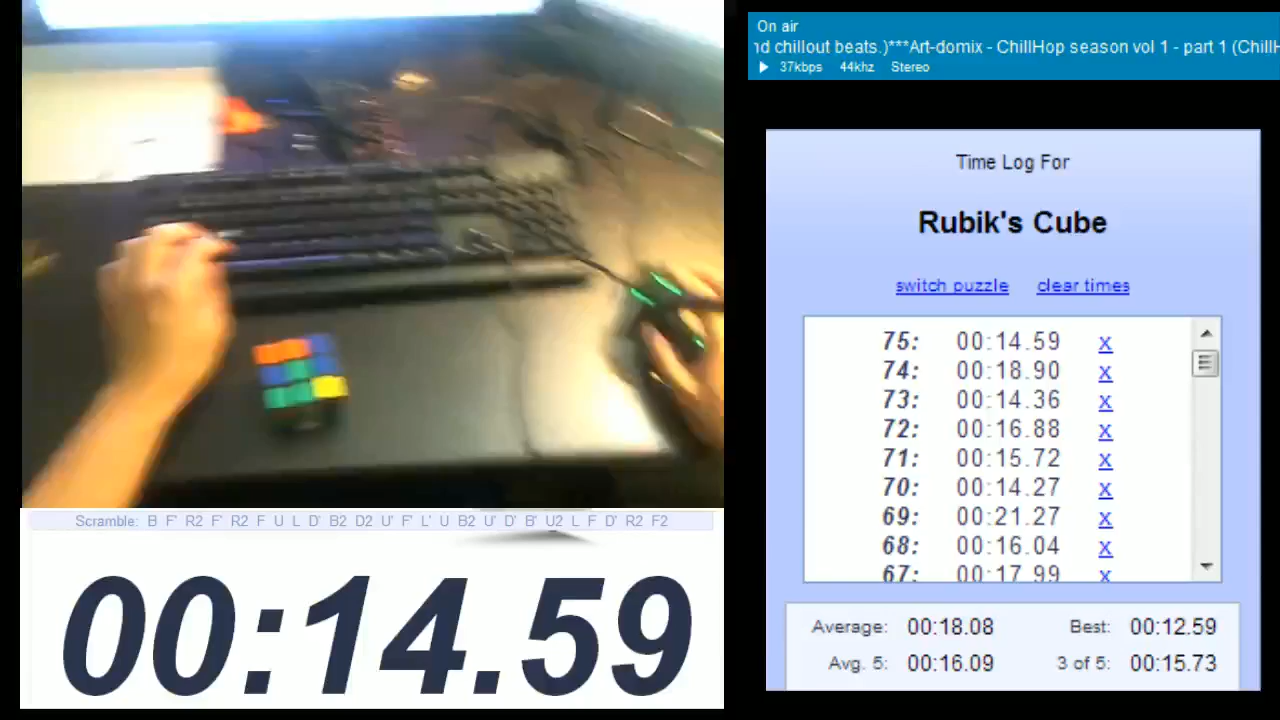 On air
nd chillout beats.)***Art-domix - ChillHop season vol 1 - part 1 (ChillH
37kbps 44khz Stereo
Time Log For
Rubik's Cube
switch puzzle clear times
75: 00:14.59 x
74: 00:18.90 x
73: 00:14.36 x
72: 00:16.88 x
71: 00:15.72 x
70: 00:14.27 x
69: 00:21.27 x
68: 00:16.04 x
67: 00:17.99 x
Average: 00:18.08 Best: 00:12.59
Avg. 5: 00:16.09 3 of 5: 00:15.73
Scramble: B F' R2 F' R2 F U L D' B2 D2 U' F' L' U B2 U' D' B' U2 L F D' R2 F2
00:14.59